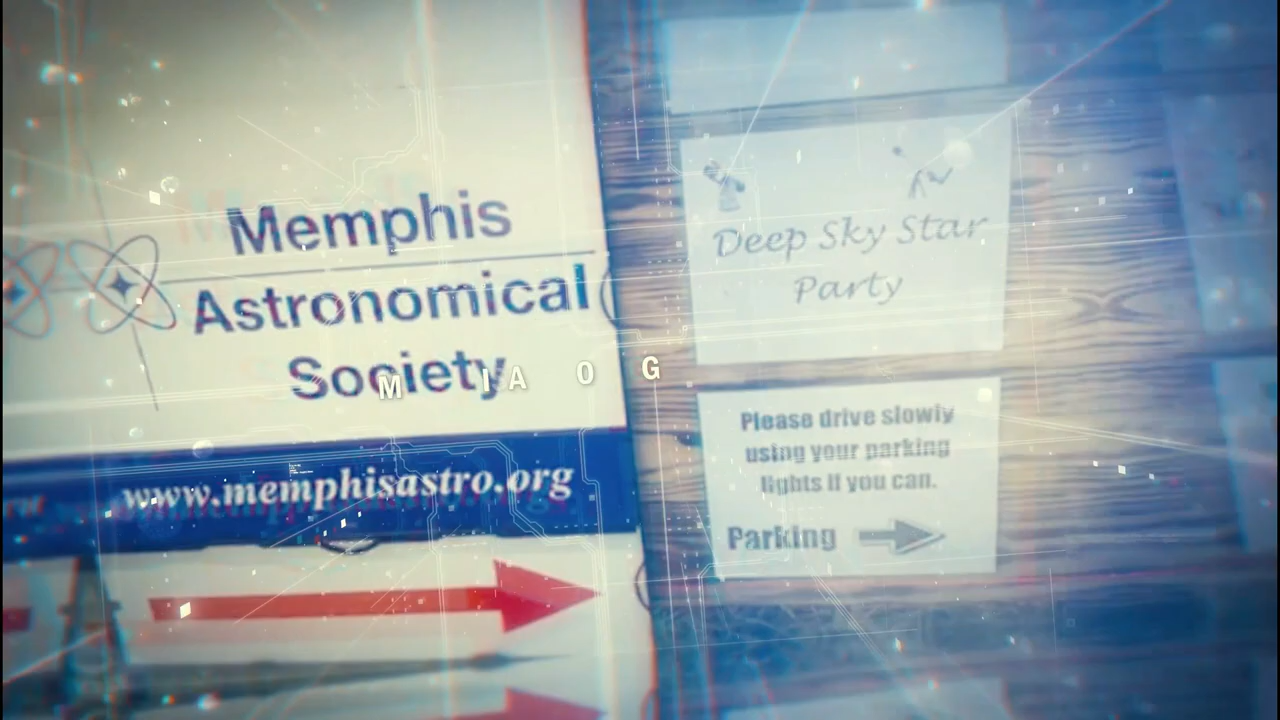 Memphis
Astronomical
Society
M IA O G
www.memphisastro.org
Deep Sky Star
Party
Please drive slowly
using your parking
lights if you can.
Parking